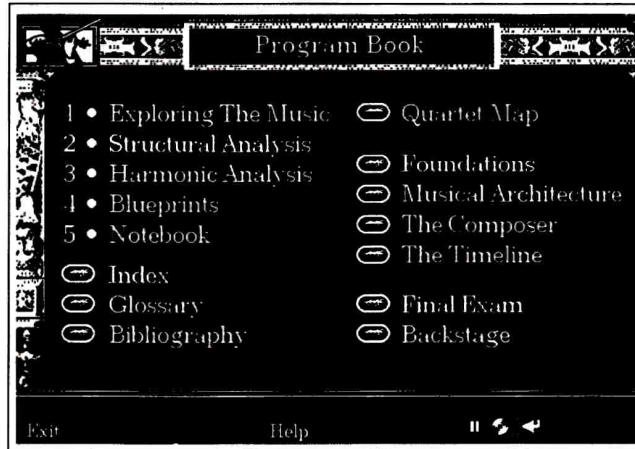 Program Book
1 • Exploring The Music
2 • Structural Analysis
3 • Harmonic Analysis
4 • Blueprints
5 • Notebook
Index
Glossary
Bibliography
Quartet Map
Foundations
Musical Architecture
The Composer
The Timeline
Final Exam
Backstage
Exit
Help